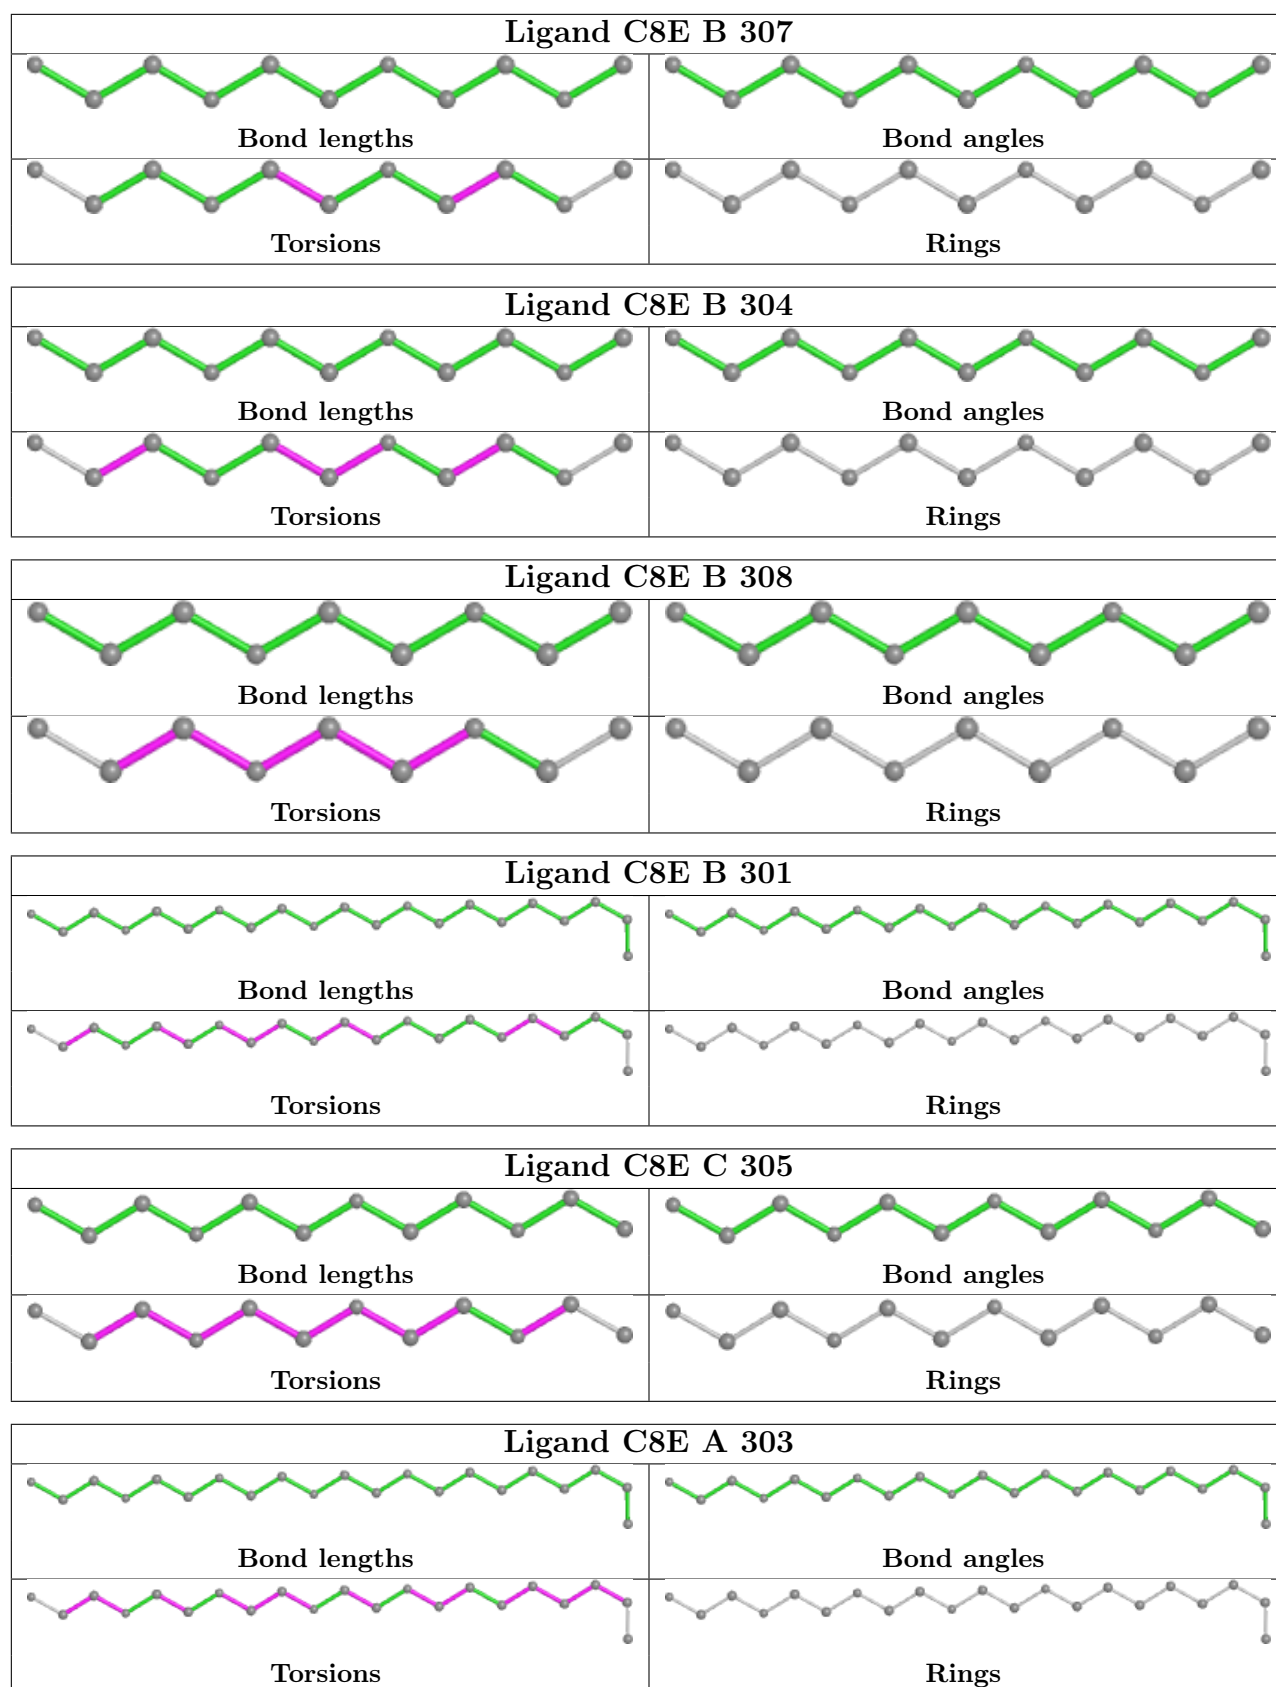 Ligand C8E B 307
Bond lengths
Bond angles
Torsions
Rings
Ligand C8E B 304
Bond lengths
Bond angles
Torsions
Rings
Ligand C8E B 308
Bond lengths
Bond angles
Torsions
Rings
Ligand C8E B 301
Bond lengths
Bond angles
Torsions
Rings
Ligand C8E C 305
Bond lengths
Bond angles
Torsions
Rings
Ligand C8E A 303
Bond lengths
Bond angles
Torsions
Rings